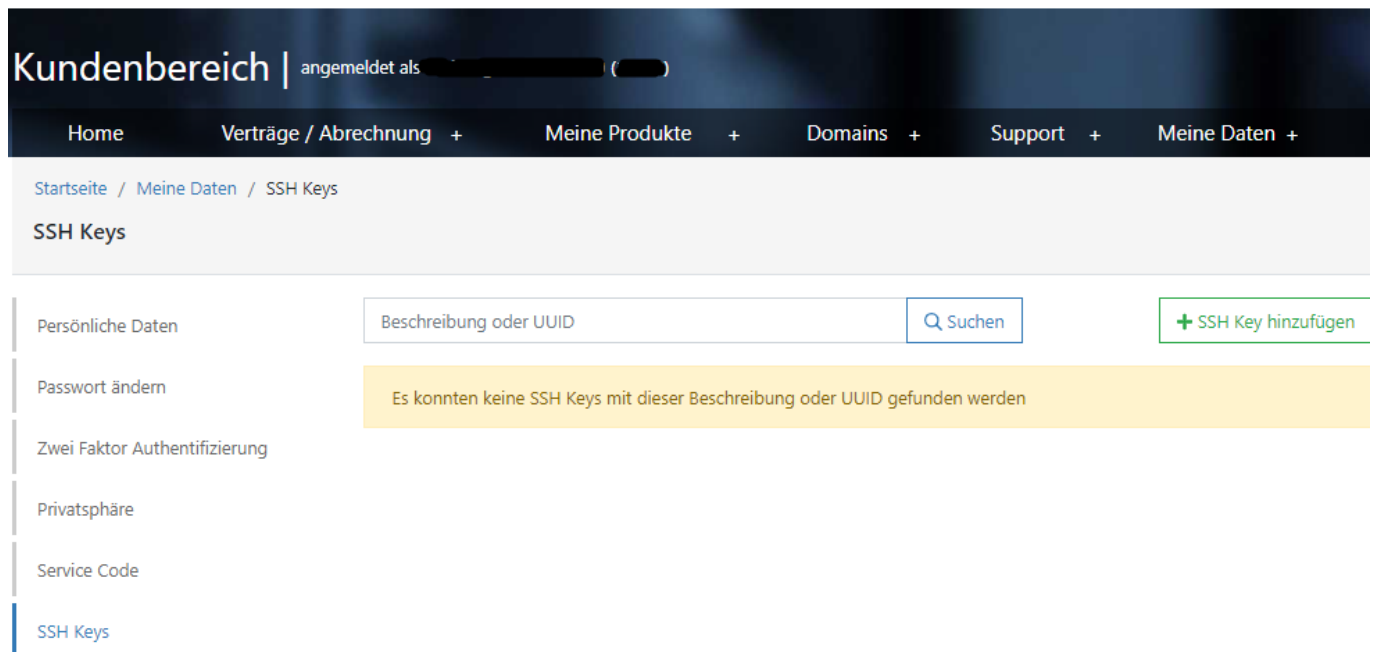 Kundenbereich | angemeldet als ( )
Home Verträge / Abrechnung + Meine Produkte + Domains + Support + Meine Daten +
Startseite / Meine Daten / SSH Keys
SSH Keys
Persönliche Daten
Passwort ändern
Zwei Faktor Authentifizierung
Privatsphäre
Service Code
SSH Keys
Beschreibung oder UUID Suchen + SSH Key hinzufügen
Es konnten keine SSH Keys mit dieser Beschreibung oder UUID gefunden werden